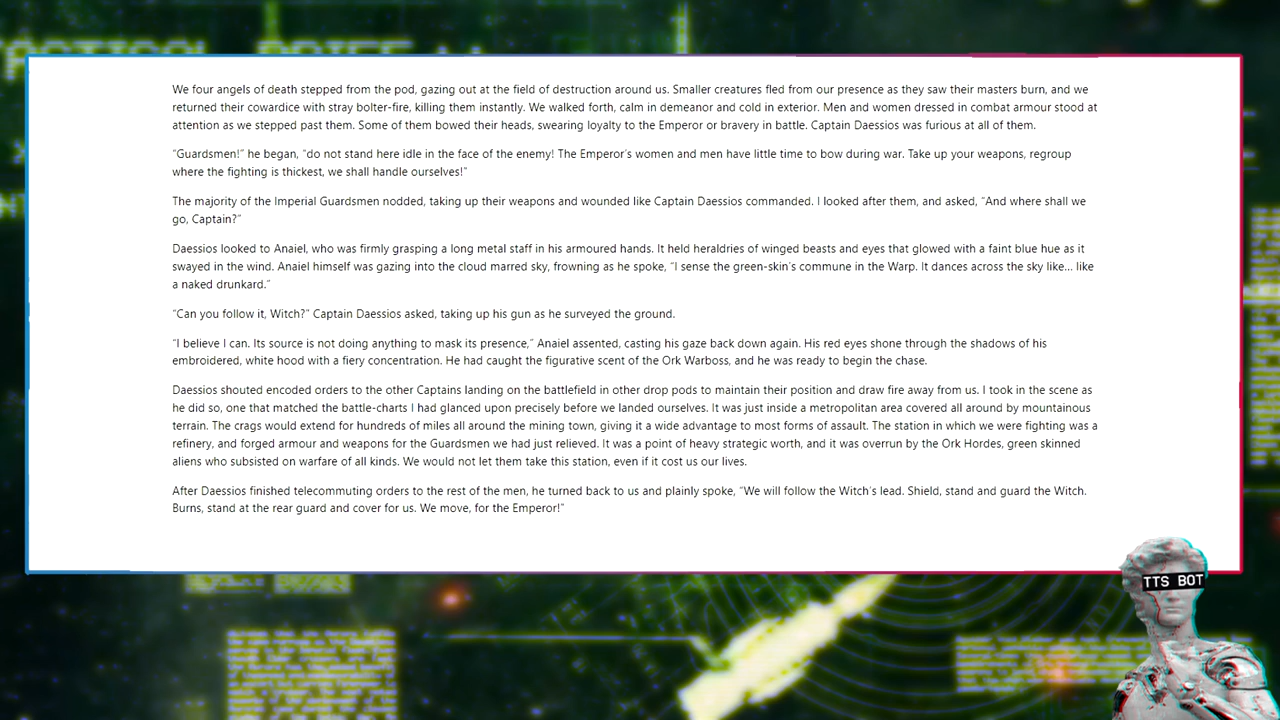 ACTICAL BRIEF
We four angels of death stepped from the pod, gazing out at the field of destruction around us. Smaller creatures fled from our presence as they saw their masters burn, and we
returned their cowardice with stray bolter-fire, killing them instantly. We walked forth, calm in demeanor and cold in exterior. Men and women dressed in combat armour stood at
attention as we stepped past them. Some of them bowed their heads, swearing loyalty to the Emperor or bravery in battle. Captain Daessios was furious at all of them.
“Guardsmen!” he began, “do not stand here idle in the face of the enemy! The Emperor’s women and men have little time to bow during war. Take up your weapons, regroup
where the fighting is thickest, we shall handle ourselves!”
The majority of the Imperial Guardsmen nodded, taking up their weapons and wounded like Captain Daessios commanded. I looked after them, and asked, “And where shall we
go, Captain?”
Daessios looked to Anaiel, who was firmly grasping a long metal staff in his armoured hands. It held heraldries of winged beasts and eyes that glowed with a faint blue hue as it
swayed in the wind. Anaiel himself was gazing into the cloud marred sky, frowning as he spoke, “I sense the green-skin’s commune in the Warp. It dances across the sky like… like
a naked drunkard.”
“Can you follow it, Witch?” Captain Daessios asked, taking up his gun as he surveyed the ground.
“I believe I can. Its source is not doing anything to mask its presence,” Anaiel assented, casting his gaze back down again. His red eyes shone through the shadows of his
embroidered, white hood with a fiery concentration. He had caught the figurative scent of the Ork Warboss, and he was ready to begin the chase.
Daessios shouted encoded orders to the other Captains landing on the battlefield in other drop pods to maintain their position and draw fire away from us. I took in the scene as
he did so, one that matched the battle-charts I had glanced upon precisely before we landed ourselves. It was just inside a metropolitan area covered all around by mountainous
terrain. The crags would extend for hundreds of miles all around the mining town, giving it a wide advantage to most forms of assault. The station in which we were fighting was a
refinery, and forged armour and weapons for the Guardsmen we had just relieved. It was a point of heavy strategic worth, and it was overrun by the Ork Hordes, green skinned
aliens who subsisted on warfare of all kinds. We would not let them take this station, even if it cost us our lives.
After Daessios finished telecommuting orders to the rest of the men, he turned back to us and plainly spoke, “We will follow the Witch’s lead. Shield, stand and guard the Witch.
Burns, stand at the rear guard and cover for us. We move, for the Emperor!”
TTS BOT